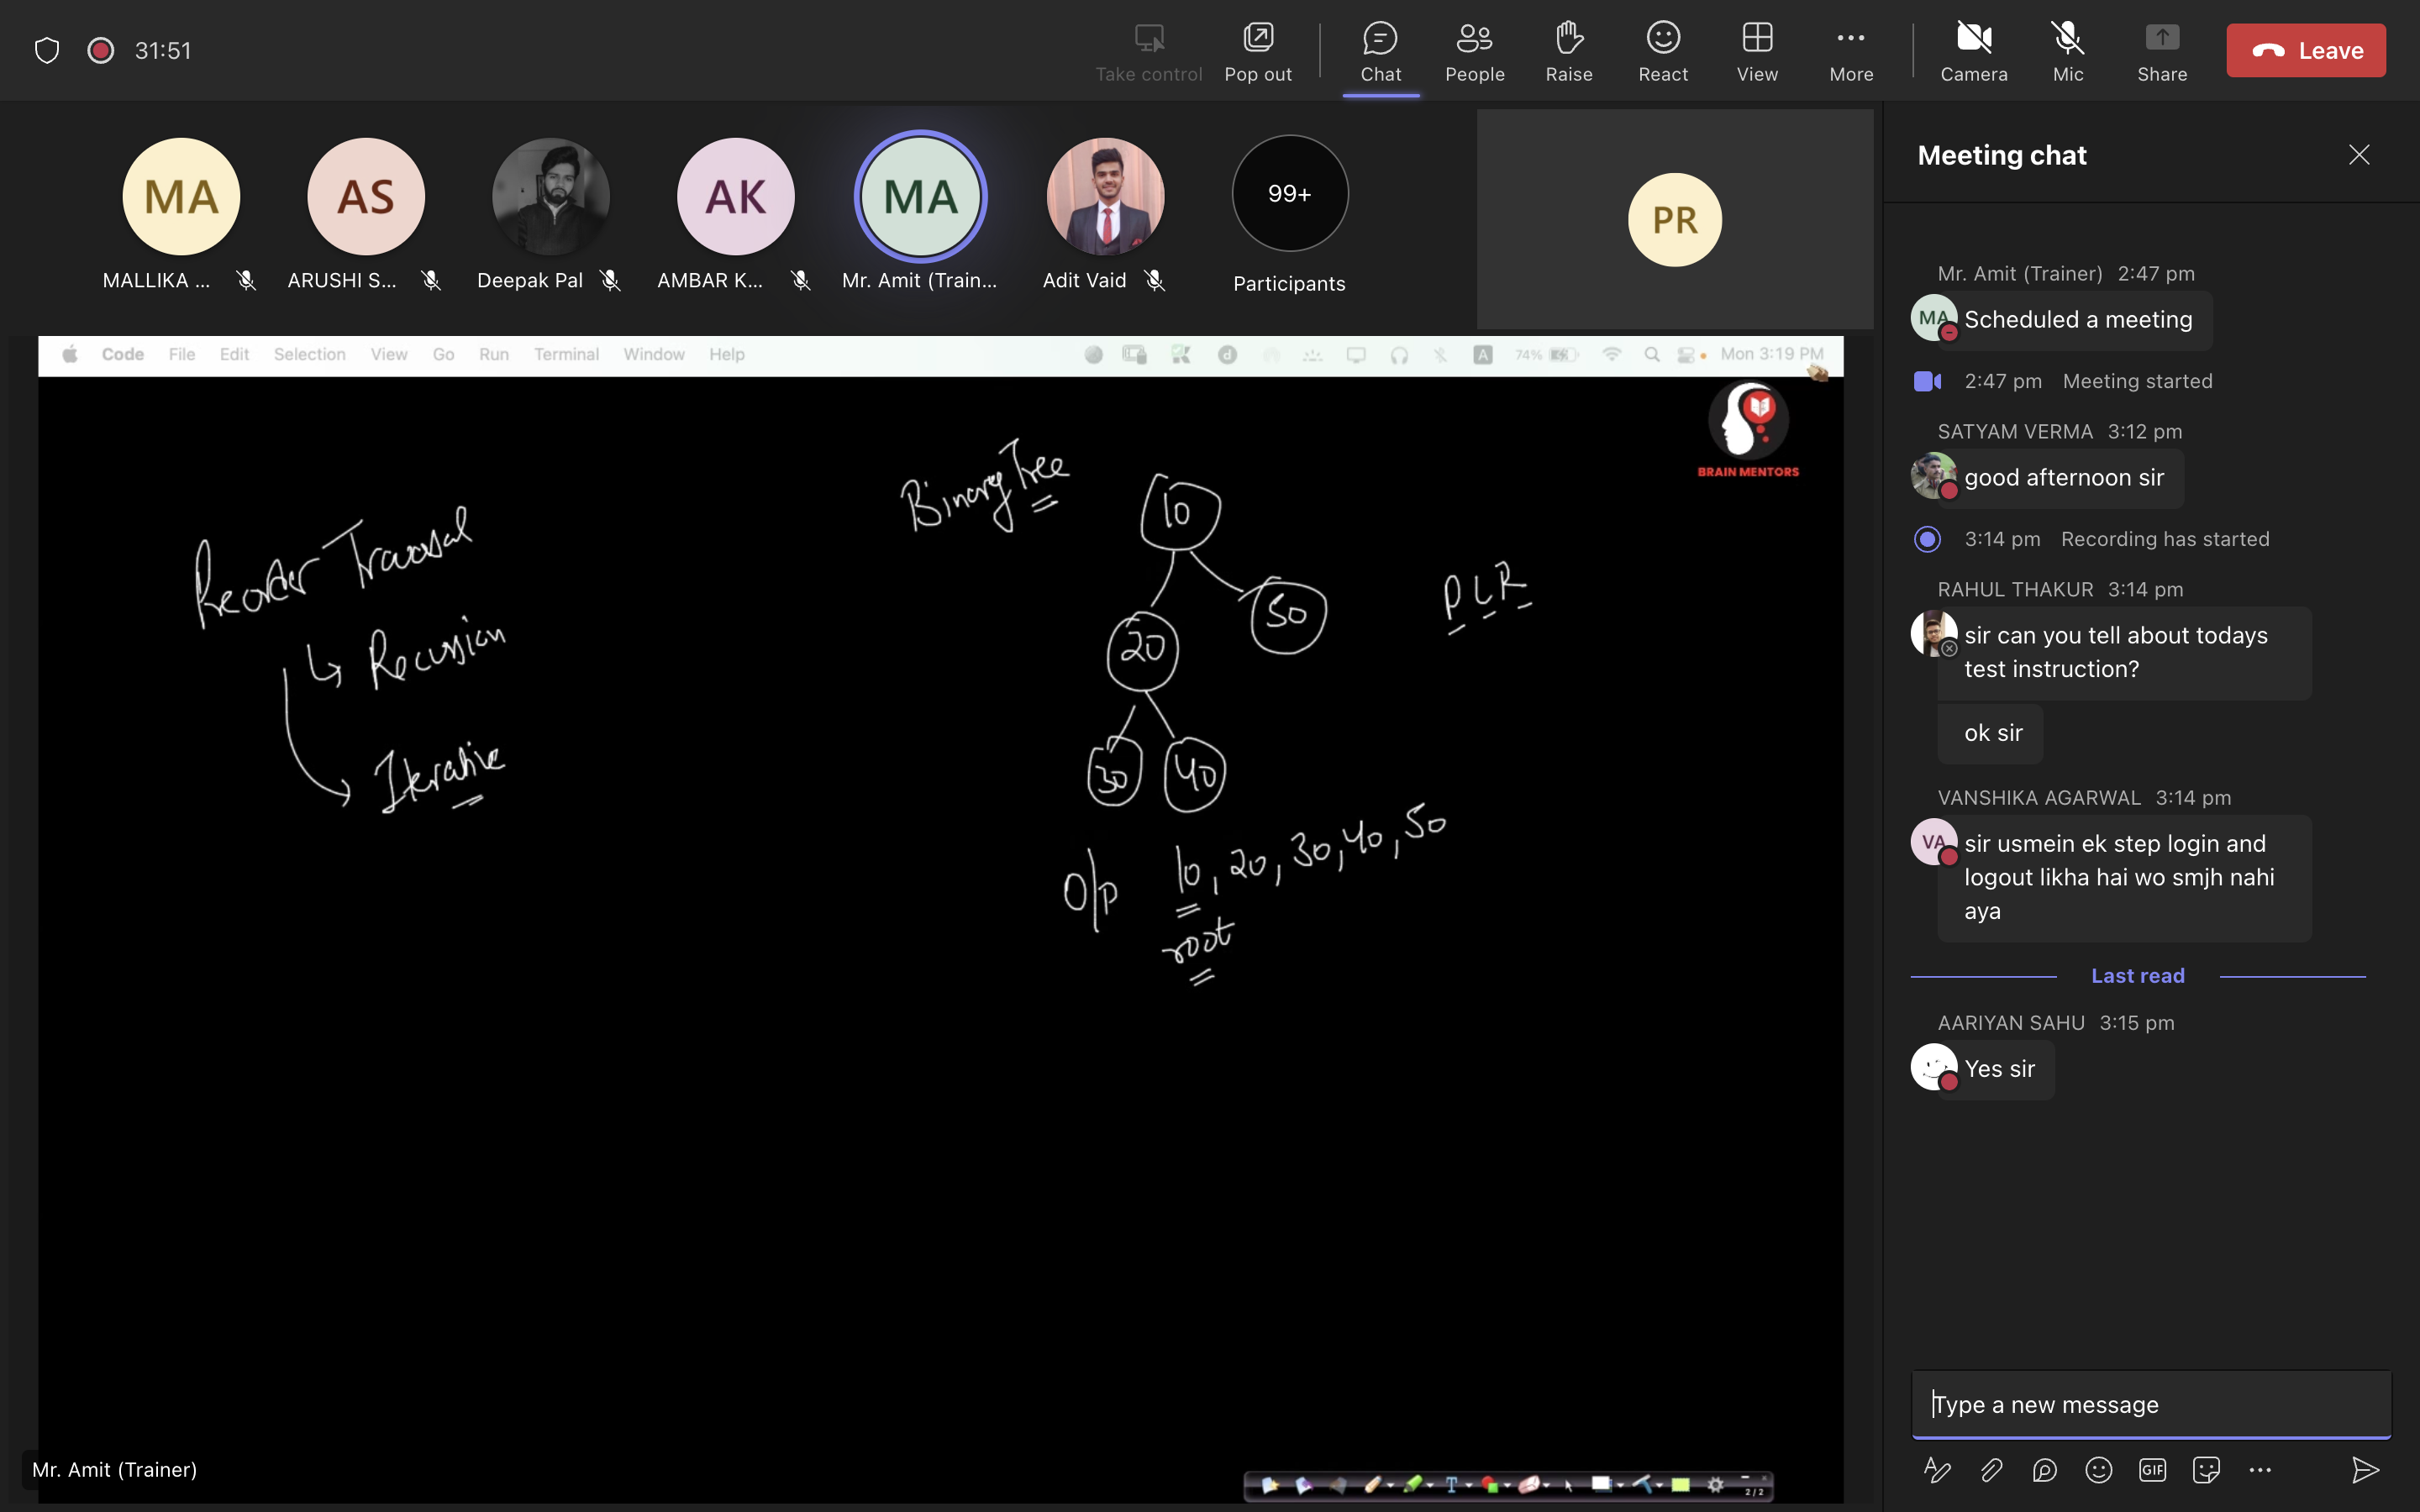 31:51
Take control
Pop out
Chat
People
Raise
React
View
More
Camera
Mic
Share
Leave
MA
AS
AK
MA
99+
PR
MALLIKA ...
ARUSHI S...
Deepak Pal
AMBAR K...
Mr. Amit (Train...
Adit Vaid
Participants
Code File Edit Selection View Go Run Terminal Window Help
d
A
74%
Mon 3:19 PM
BRAIN MENTORS
Binary Tree
Preorder Traversal
Recussion
Iterative
10
20
50
30
40
PLR
O/p 10, 20, 30, 40, 50
root
Mr. Amit (Trainer)
T
2 / 2
Meeting chat
Mr. Amit (Trainer) 2:47 pm
MA
Scheduled a meeting
2:47 pm Meeting started
SATYAM VERMA 3:12 pm
good afternoon sir
3:14 pm Recording has started
RAHUL THAKUR 3:14 pm
sir can you tell about todays
test instruction?
ok sir
VANSHIKA AGARWAL 3:14 pm
VA
sir usmein ek step login and
logout likha hai wo smjh nahi
aya
Last read
AARIYAN SAHU 3:15 pm
Yes sir
Type a new message
GIF